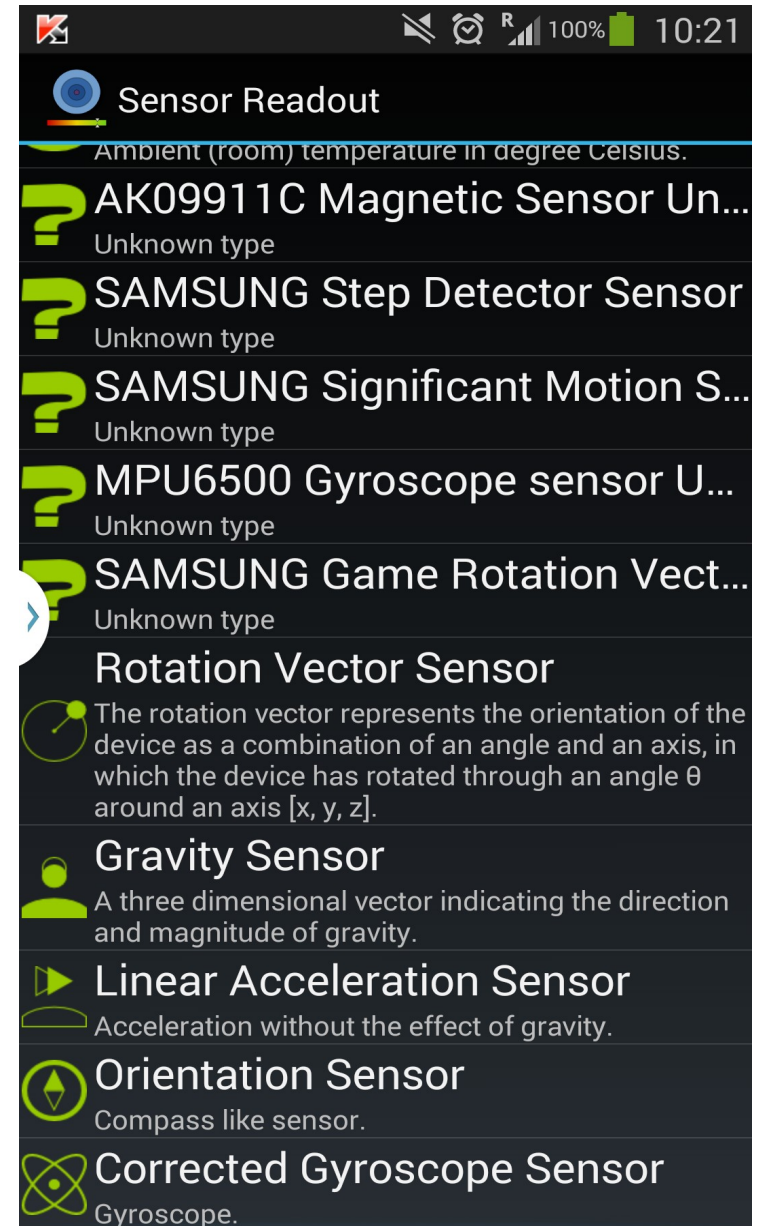 R 100% 10:21
Sensor Readout
Ambient (room) temperature in degree Celsius.
AK09911C Magnetic Sensor Un...
Unknown type
SAMSUNG Step Detector Sensor
Unknown type
SAMSUNG Significant Motion S...
Unknown type
MPU6500 Gyroscope sensor U...
Unknown type
SAMSUNG Game Rotation Vect...
Unknown type
Rotation Vector Sensor
The rotation vector represents the orientation of the
device as a combination of an angle and an axis, in
which the device has rotated through an angle θ
around an axis [x, y, z].
Gravity Sensor
A three dimensional vector indicating the direction
and magnitude of gravity.
Linear Acceleration Sensor
Acceleration without the effect of gravity.
Orientation Sensor
Compass like sensor.
Corrected Gyroscope Sensor
Gyroscope.